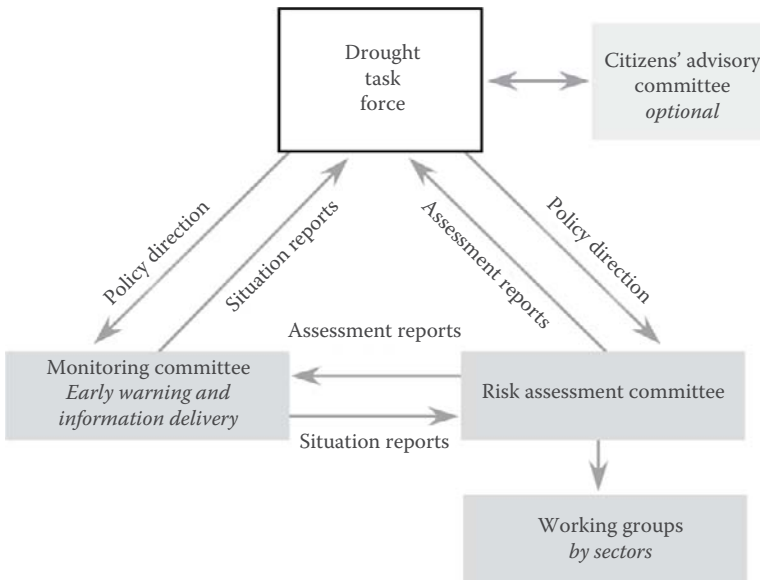 Drought
task
force
Citizens’ advisory
committee
optional
Policy direction
Situation reports
Assessment reports
Policy direction
Assessment reports
Monitoring committee
Early warning and
information delivery
Risk assessment committee
Situation reports
Working groups
by sectors